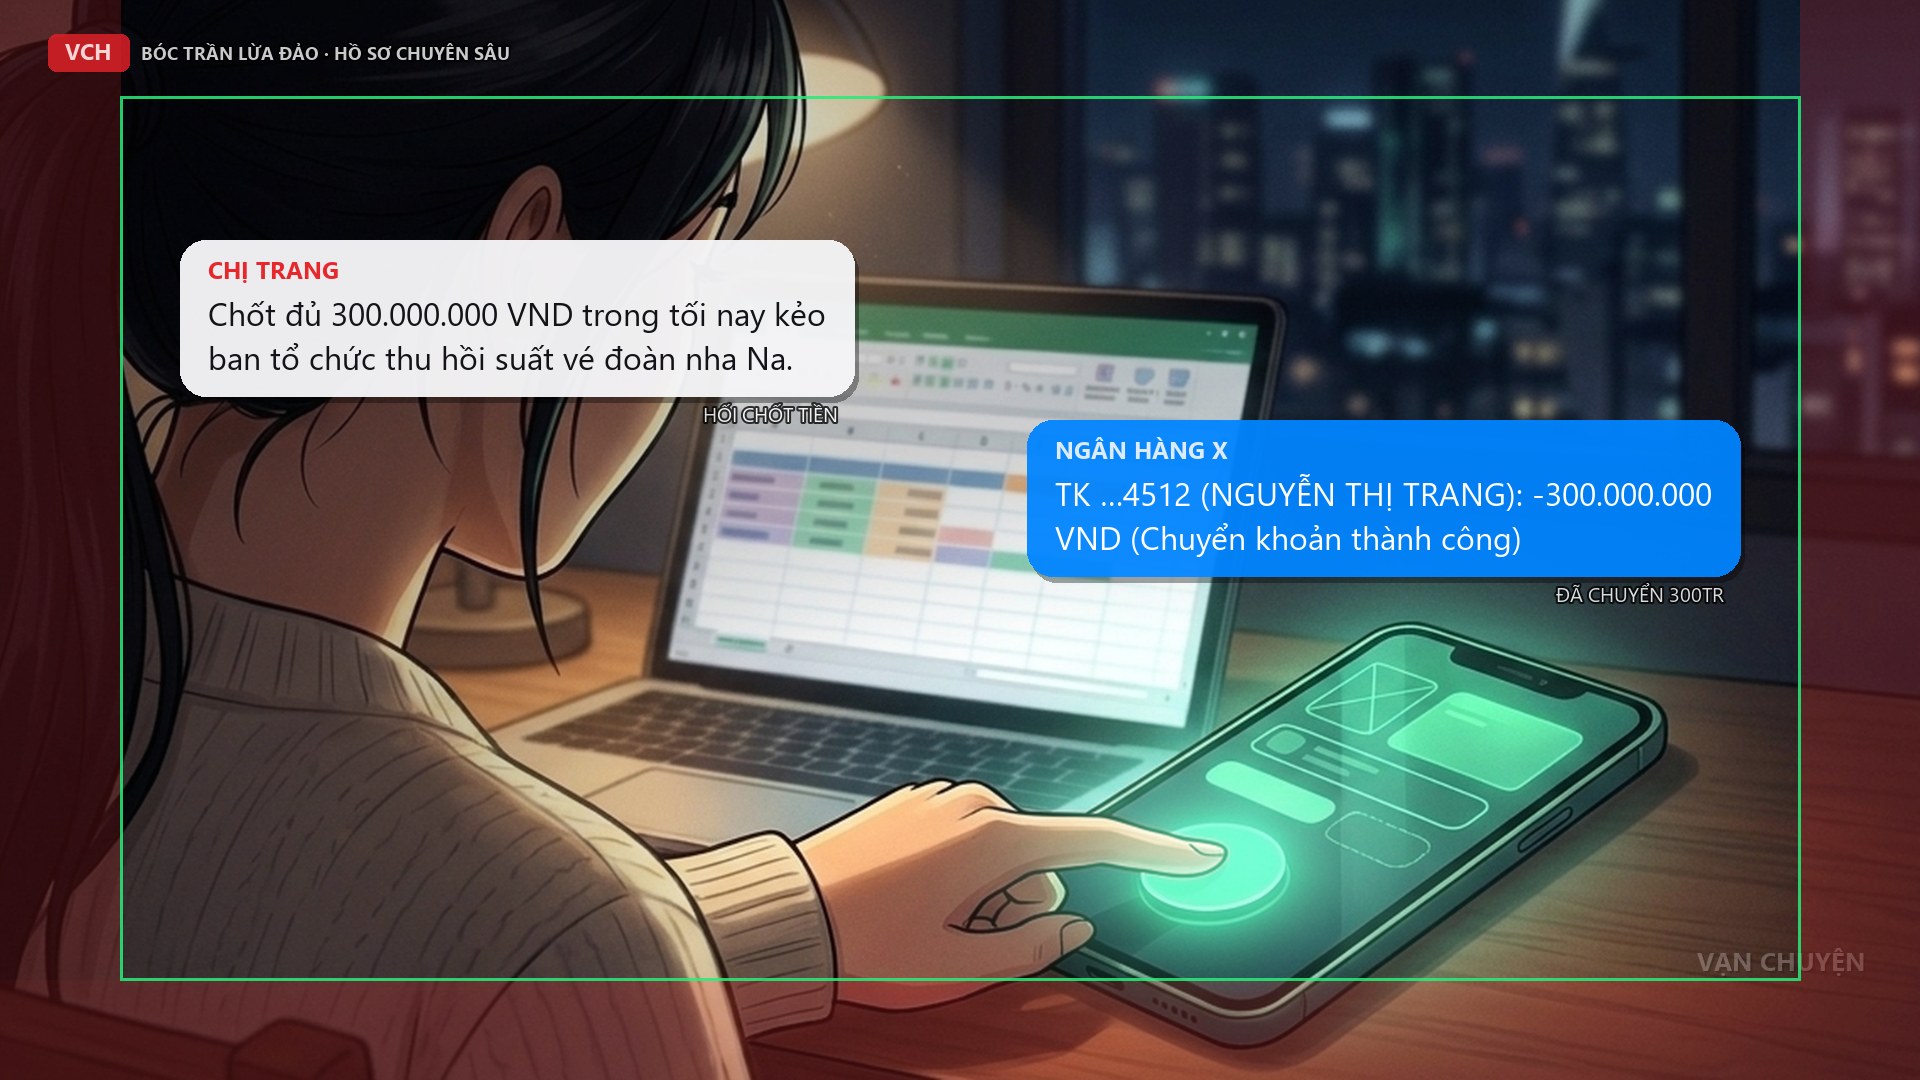 VCH
BÓC TRẦN LỪA ĐẢO · HỒ SƠ CHUYÊN SÂU
CHỊ TRANG
Chốt đủ 300.000.000 VND trong tối nay kẻo
ban tổ chức thu hồi suất vé đoàn nha Na.
HỐI CHỐT TIỀN
NGÂN HÀNG X
TK ...4512 (NGUYỄN THỊ TRANG): -300.000.000
VND (Chuyển khoản thành công)
ĐÃ CHUYỂN 300TR
VẠN CHUYỆN